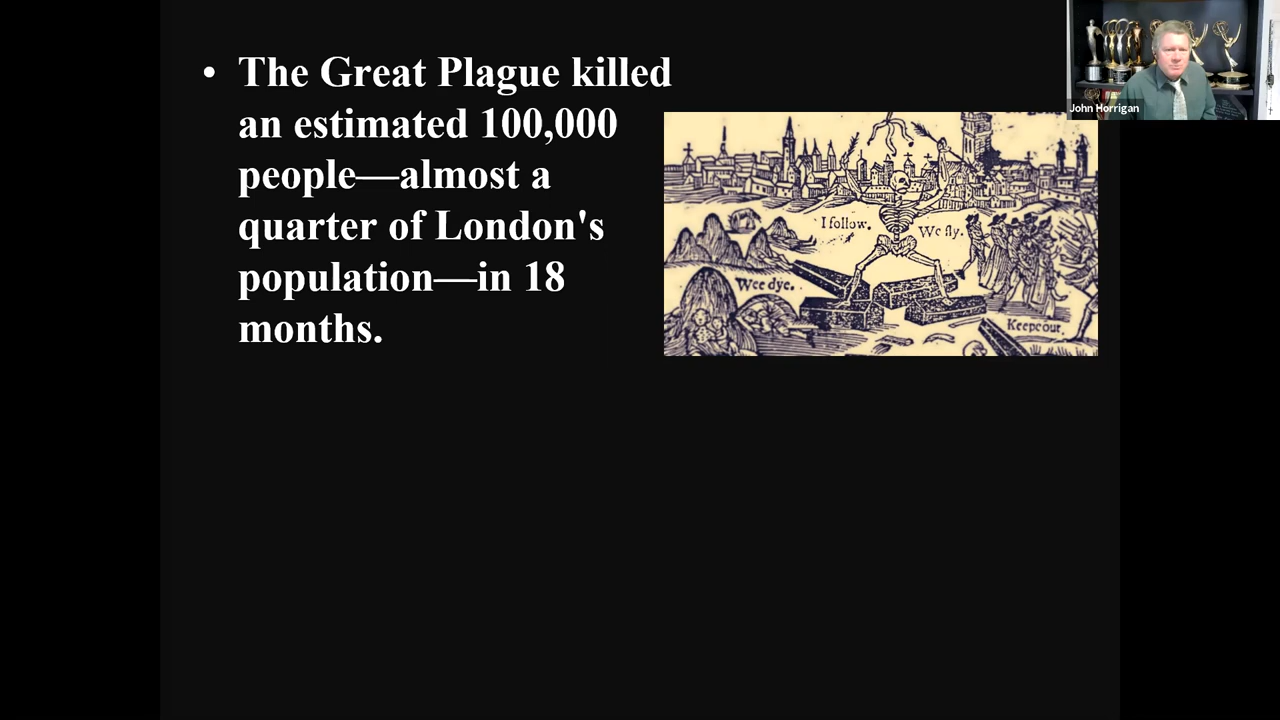 • The Great Plague killed
an estimated 100,000
people—almost a
quarter of London's
population—in 18
months.
John Horrigan
I follow.
We fly.
Wee dye.
Keepe out.